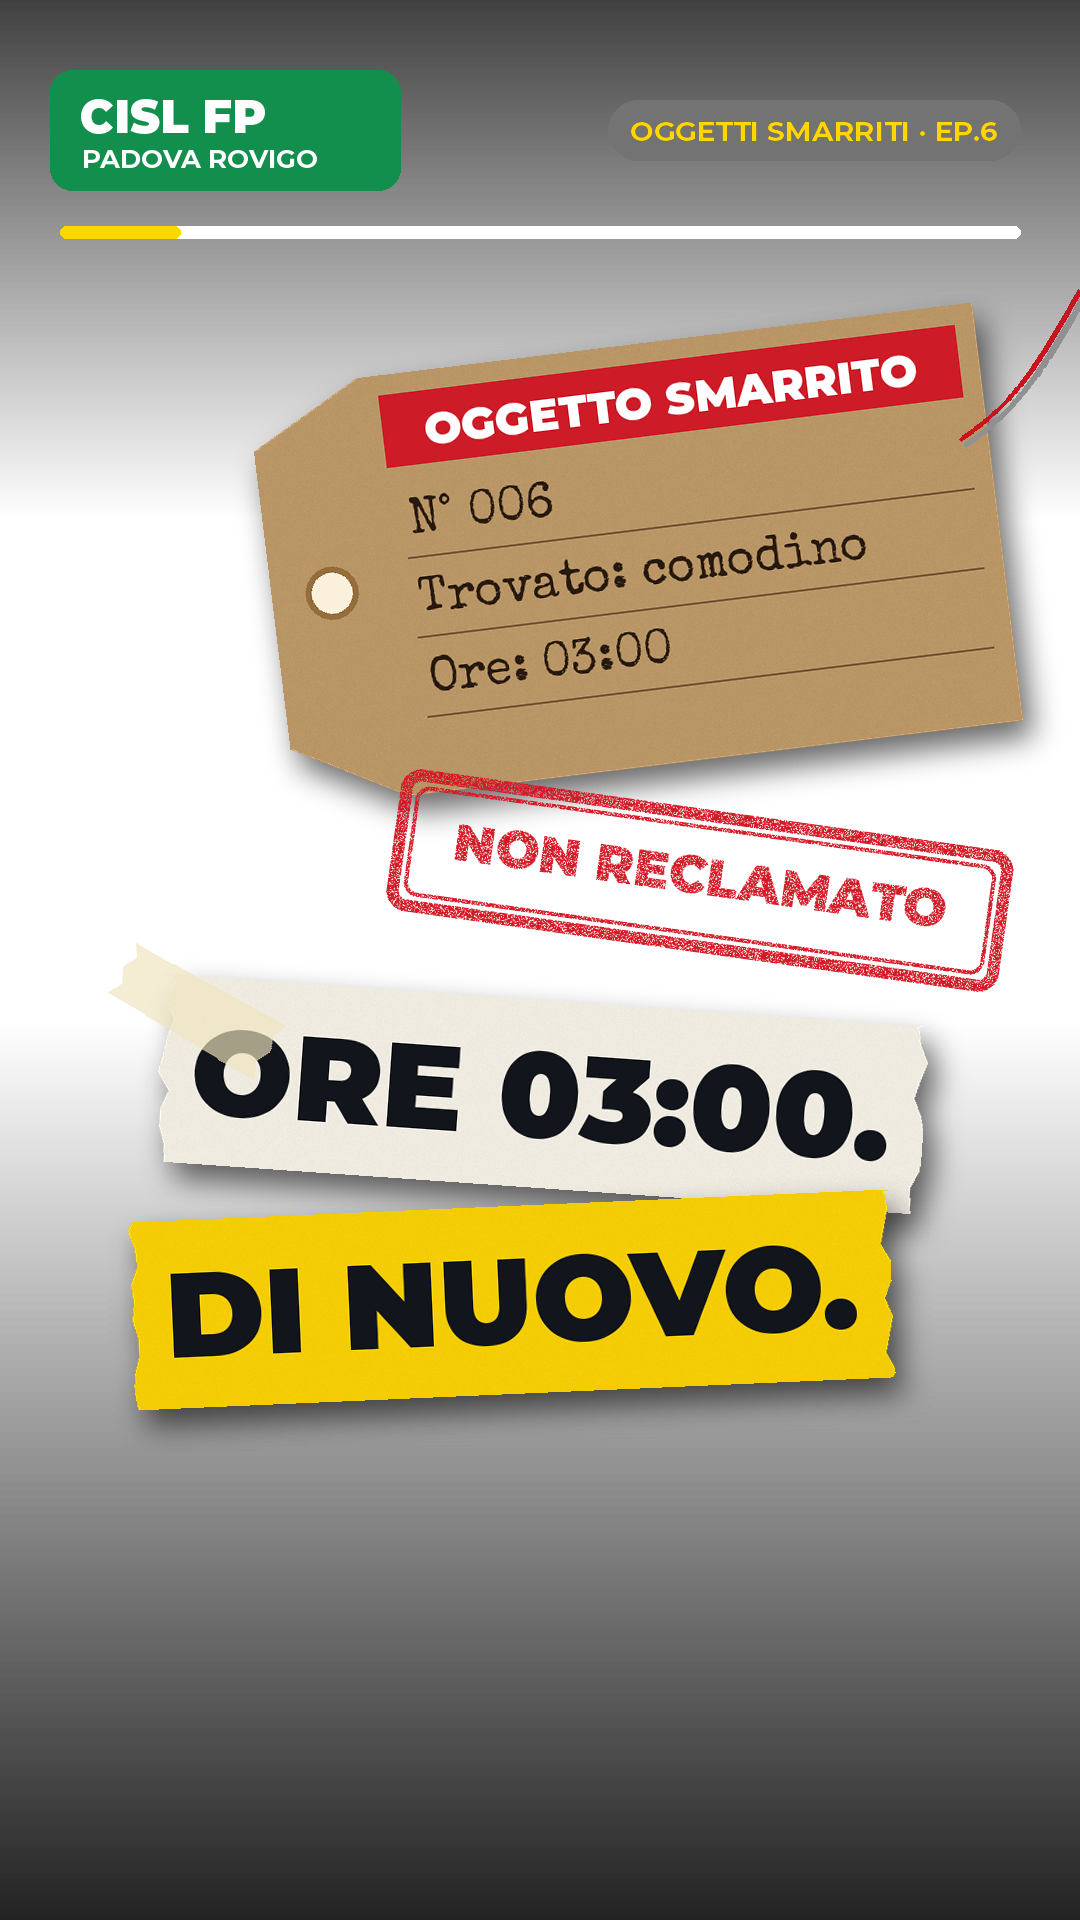 CISL FP
PADOVA ROVIGO
OGGETTI SMARRITI · EP.6
OGGETTO SMARRITO
N° 006
Trovato: comodino
Ore: 03:00
NON RECLAMATO
ORE 03:00.
DI NUOVO.